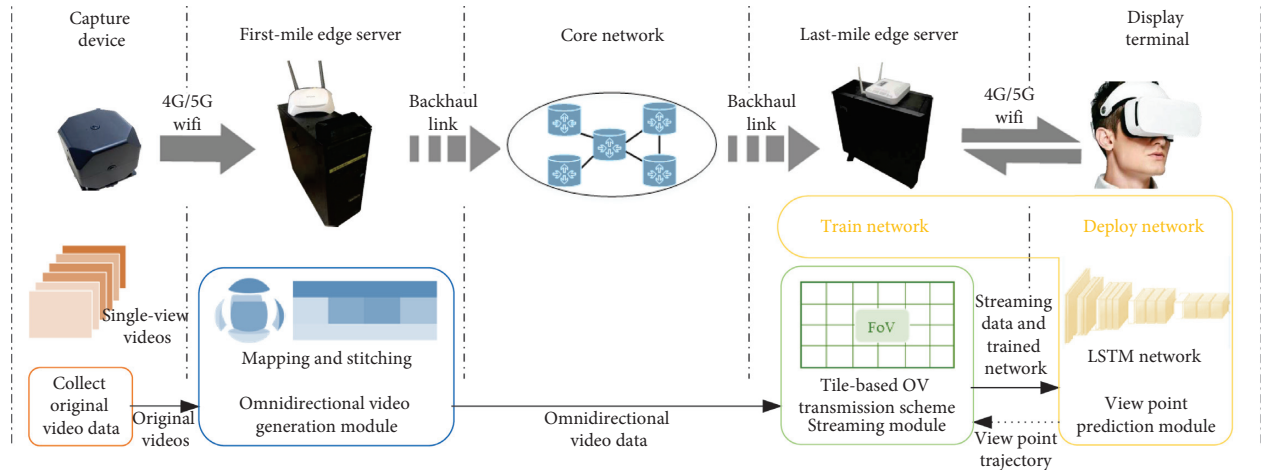 Capture
device
First-mile edge server
Core network
Last-mile edge server
Display
terminal
4G/5G
wifi
Backhaul
link
Backhaul
link
4G/5G
wifi
Train network
Deploy network
Single-view
videos
Mapping and stitching
FoV
Streaming
data and
trained
network
LSTM network
Collect
original
video data
Original
videos
Omnidirectional video
generation module
Omnidirectional
video data
Tile-based OV
transmission scheme
Streaming module
View point
trajectory
View point
prediction module